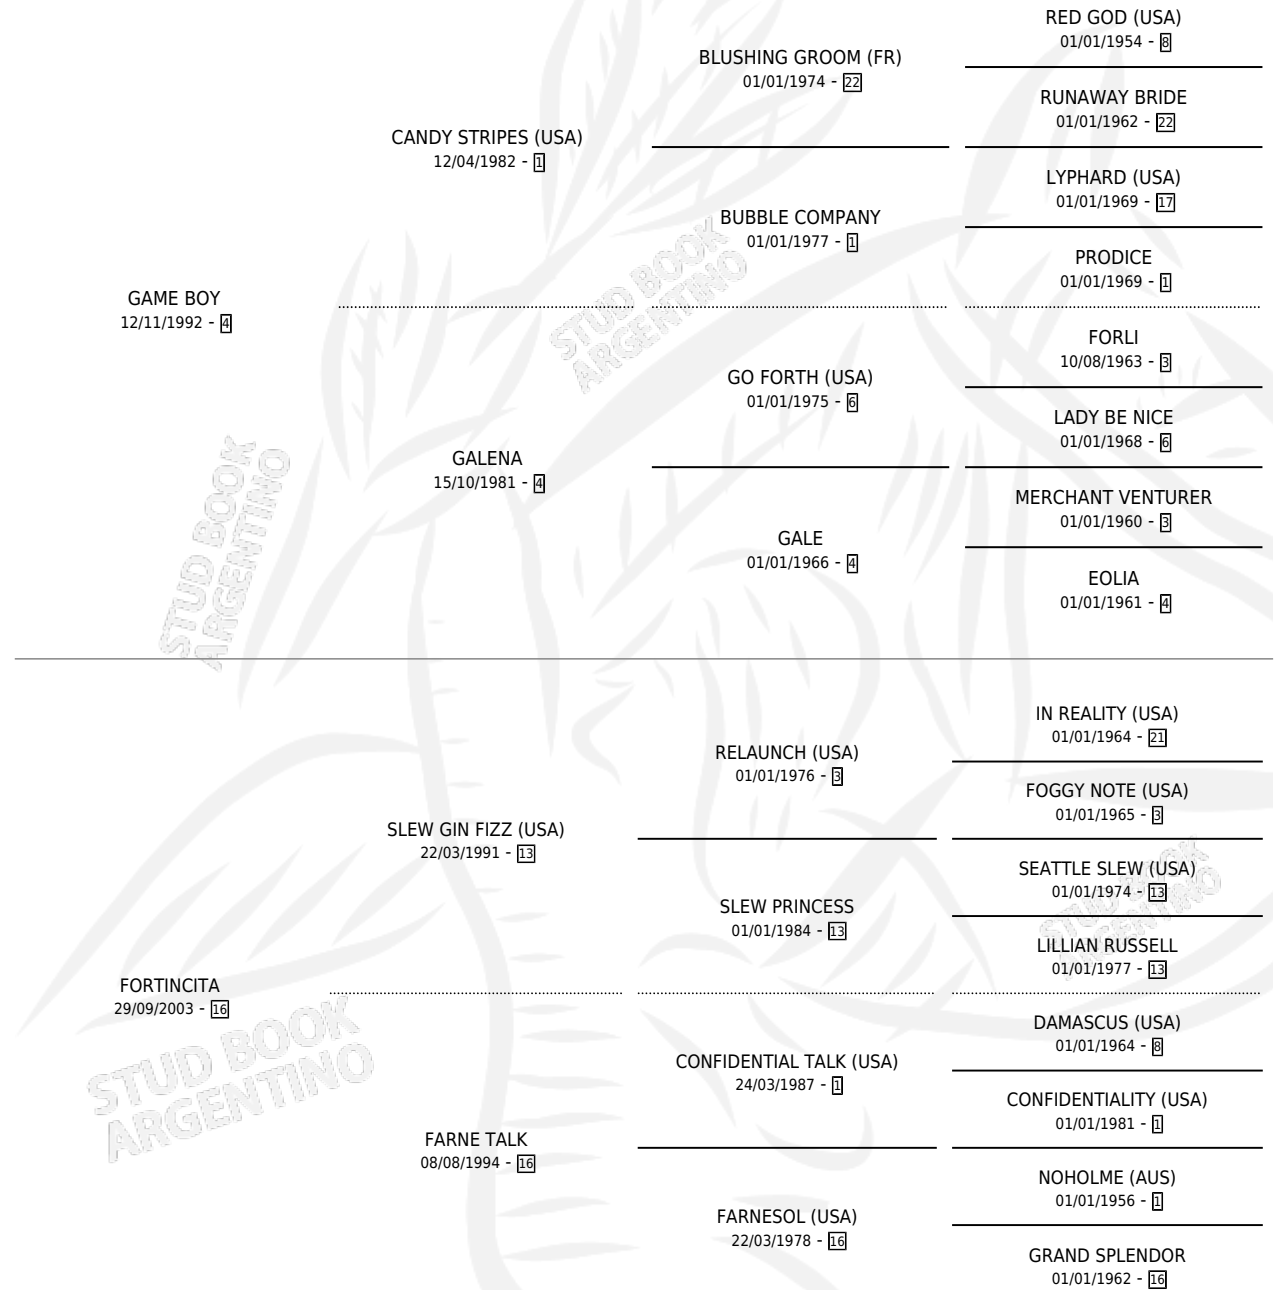 RED GOD (USA)
01/01/1954 - 8
BLUSHING GROOM (FR)
01/01/1974 - 22
RUNAWAY BRIDE
01/01/1962 - 22
CANDY STRIPES (USA)
12/04/1982 - 1
LYPHARD (USA)
01/01/1969 - 17
BUBBLE COMPANY
01/01/1977 - 1
PRODICE
01/01/1969 - 1
GAME BOY
12/11/1992 - 4
FORLI
10/08/1963 - 3
GO FORTH (USA)
01/01/1975 - 6
LADY BE NICE
01/01/1968 - 6
GALENA
15/10/1981 - 4
MERCHANT VENTURER
01/01/1960 - 3
GALE
01/01/1966 - 4
EOLIA
01/01/1961 - 4
STUD BOOK
ARGENTINO
STUD BOOK
ARGENTINO
IN REALITY (USA)
01/01/1964 - 21
RELAUNCH (USA)
01/01/1976 - 3
FOGGY NOTE (USA)
01/01/1965 - 3
SLEW GIN FIZZ (USA)
22/03/1991 - 13
SEATTLE SLEW (USA)
01/01/1974 - 13
SLEW PRINCESS
01/01/1984 - 13
LILLIAN RUSSELL
01/01/1977 - 13
FORTINCITA
29/09/2003 - 16
DAMASCUS (USA)
01/01/1964 - 8
CONFIDENTIAL TALK (USA)
24/03/1987 - 1
CONFIDENTIALITY (USA)
01/01/1981 - 1
FARNE TALK
08/08/1994 - 16
NOHOLME (AUS)
01/01/1956 - 1
FARNESOL (USA)
22/03/1978 - 16
GRAND SPLENDOR
01/01/1962 - 16
STUD BOOK
ARGENTINO
STUD BOOK
ARGENTINO